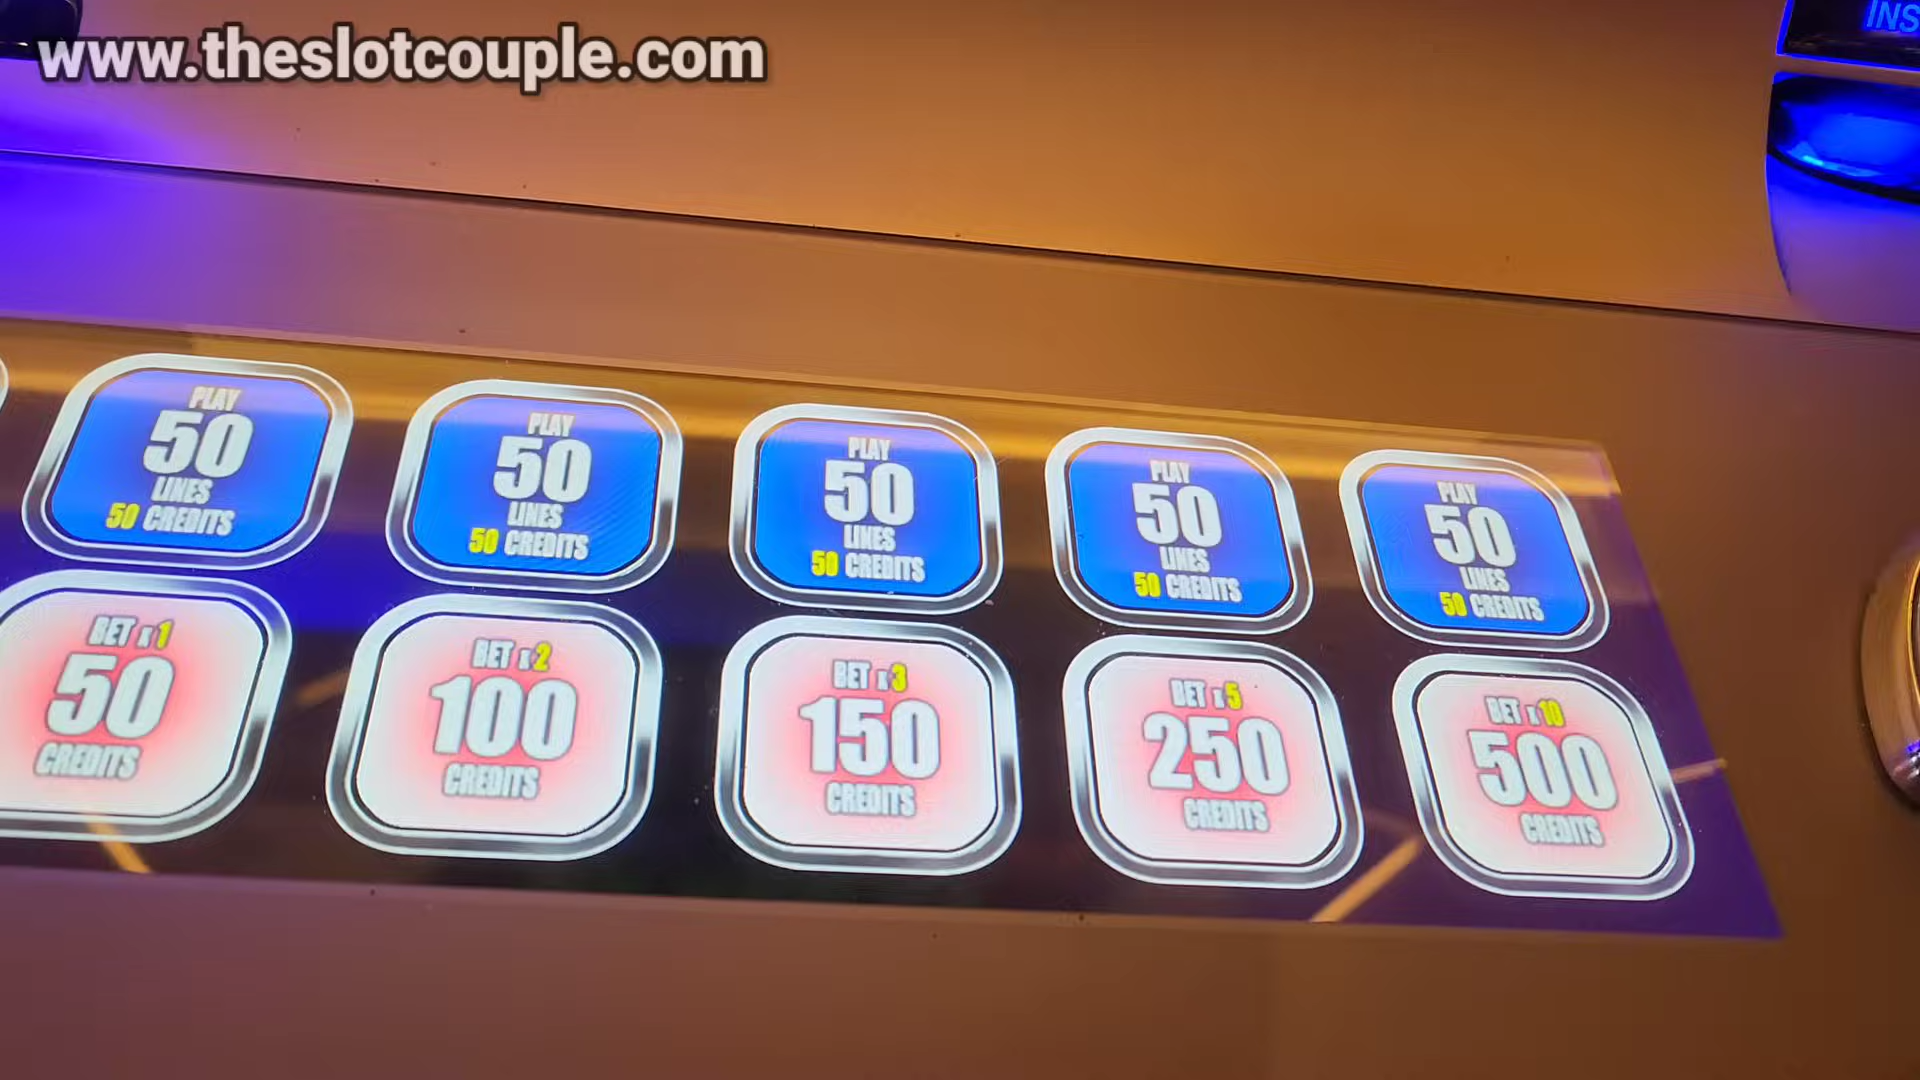 www.theslotcouple.com
INS
PLAY
50
LINES
50 CREDITS
PLAY
50
LINES
50 CREDITS
PLAY
50
LINES
50 CREDITS
PLAY
50
LINES
50 CREDITS
PLAY
50
LINES
50 CREDITS
BET x 1
50
CREDITS
BET x 2
100
CREDITS
BET x 3
150
CREDITS
BET x 5
250
CREDITS
BET x 10
500
CREDITS